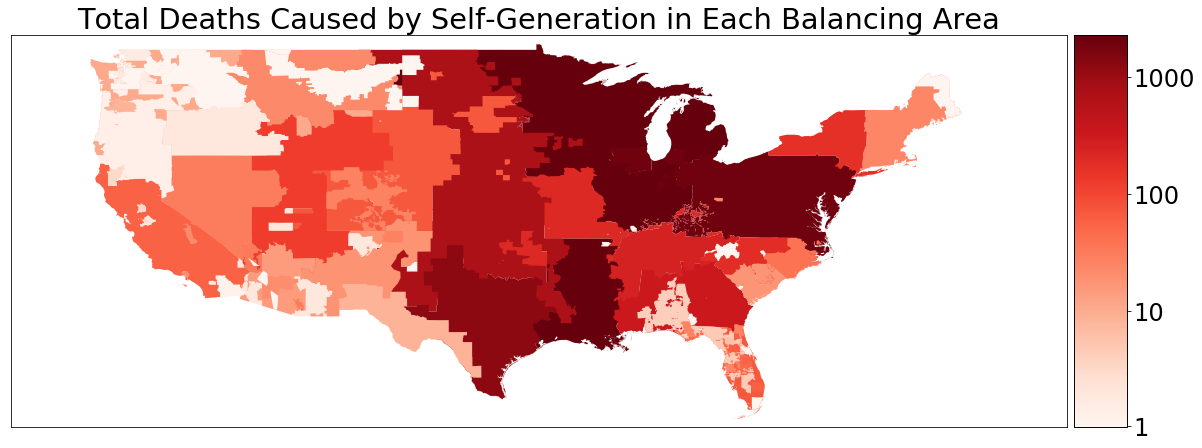 Total Deaths Caused by Self-Generation in Each Balancing Area
1000
100
10
1